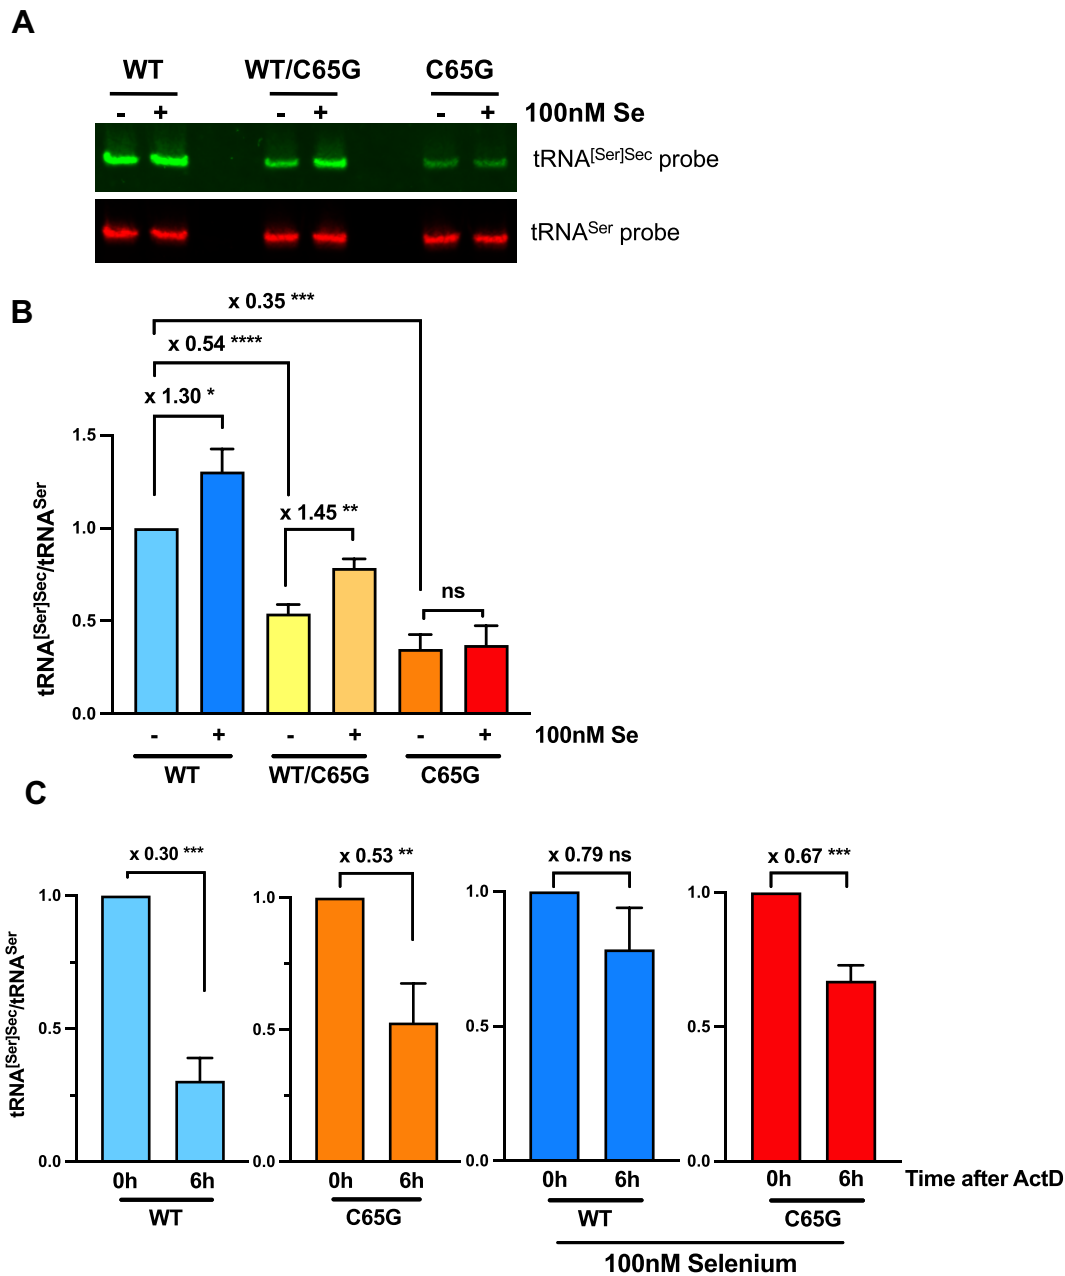 A
WT WT/C65G C65G
- + - + - + 100nM Se
tRNA[Ser]Sec probe
tRNASer probe
B
x 0.35 ***
x 0.54 ****
x 1.30 *
x 1.45 **
ns
tRNA[Ser]Sec/tRNASer
1.5
1.0
0.5
0.0
- + - + - + 100nM Se
WT WT/C65G C65G
C
x 0.30 *** x 0.53 ** x 0.79 ns x 0.67 ***
tRNA[Ser]Sec/tRNASer
1.0 1.0 1.0 1.0
0.5 0.5 0.5 0.5
0.0 0.0 0.0 0.0
0h 6h 0h 6h 0h 6h 0h 6h Time after ActD
WT C65G WT C65G
100nM Selenium